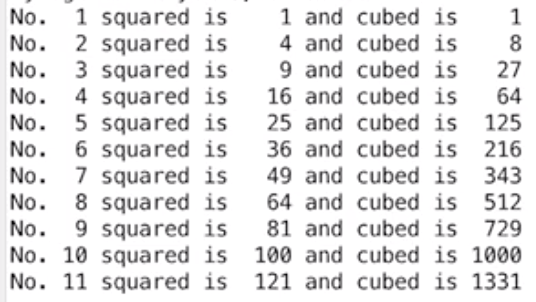 No.  1 squared is    1 and cubed is    1
No.  2 squared is    4 and cubed is    8
No.  3 squared is    9 and cubed is   27
No.  4 squared is   16 and cubed is   64
No.  5 squared is   25 and cubed is  125
No.  6 squared is   36 and cubed is  216
No.  7 squared is   49 and cubed is  343
No.  8 squared is   64 and cubed is  512
No.  9 squared is   81 and cubed is  729
No. 10 squared is  100 and cubed is 1000
No. 11 squared is  121 and cubed is 1331